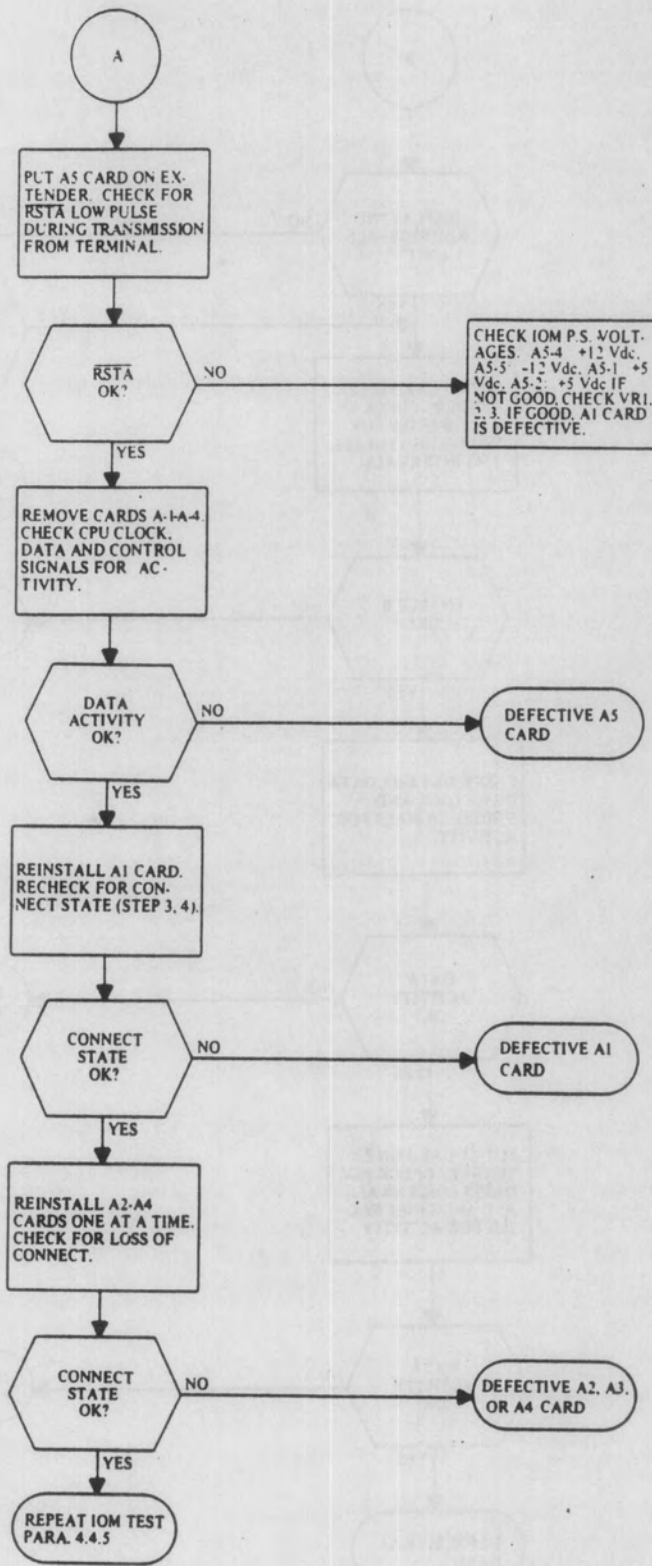 A
PUT A5 CARD ON EX-
TENDER. CHECK FOR
RSTA LOW PULSE
DURING TRANSMISSION
FROM TERMINAL.
RSTA
OK?
NO
CHECK IOM P.S. VOLT-
AGES. A5-4 +12 Vdc,
A5-5 -12 Vdc, A5-1 +5
Vdc, A5-2 +5 Vdc IF
NOT GOOD, CHECK VR1,
2, 3. IF GOOD, A1 CARD
IS DEFECTIVE.
YES
REMOVE CARDS A-1-A-4.
CHECK CPU CLOCK,
DATA AND CONTROL
SIGNALS FOR AC-
TIVITY.
DATA
ACTIVITY
OK?
NO
DEFECTIVE A5
CARD
YES
REINSTALL A1 CARD.
RECHECK FOR CON-
NECT STATE (STEP 3, 4).
CONNECT
STATE
OK?
NO
DEFECTIVE A1
CARD
YES
REINSTALL A2-A4
CARDS ONE AT A TIME.
CHECK FOR LOSS OF
CONNECT.
CONNECT
STATE
OK?
NO
DEFECTIVE A2, A3,
OR A4 CARD
YES
REPEAT IOM TEST
PARA. 4.4.5